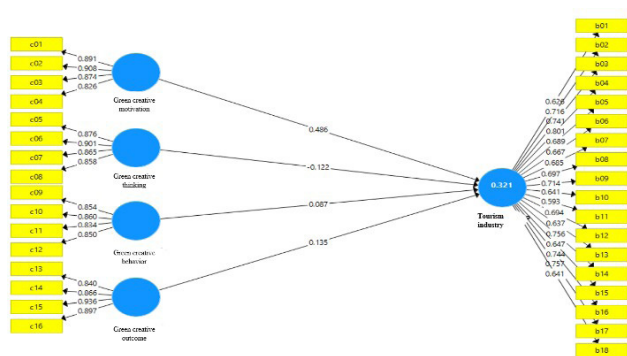 c01
c02
c03
c04
c05
c06
c07
c08
c09
c10
c11
c12
c13
c14
c15
c16
0.891
0.908
0.874
0.826
0.876
0.901
0.865
0.858
0.854
0.860
0.834
0.850
0.840
0.866
0.936
0.897
Green creative
motivation
Green creative
thinking
Green creative
behavior
Green creative
outcome
0.486
-0.122
0.087
0.135
0.321
Tourism
industry
0.626
0.716
0.741
0.801
0.689
0.667
0.685
0.697
0.714
0.641
0.593
0.694
0.637
0.756
0.647
0.744
0.757
0.641
b01
b02
b03
b04
b05
b06
b07
b08
b09
b10
b11
b12
b13
b14
b15
b16
b17
b18